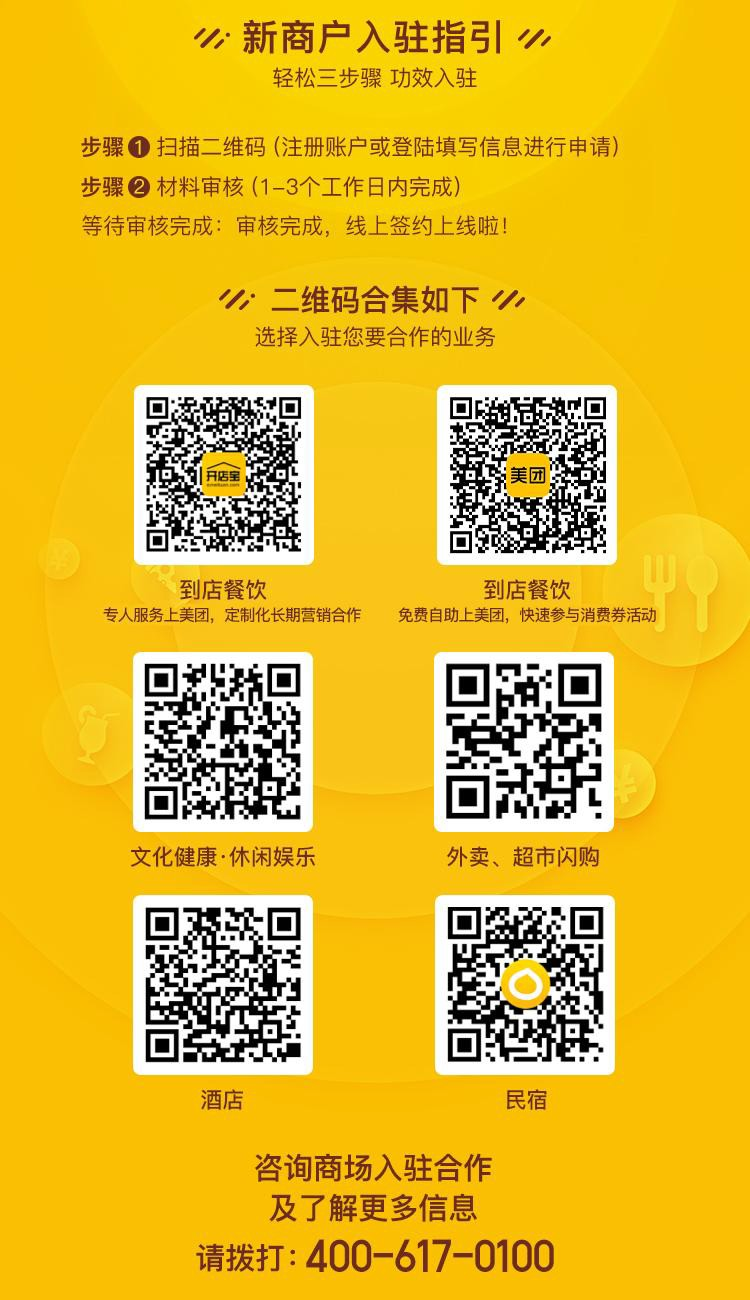 新商户入驻指引
轻松三步骤 功效入驻
步骤1 扫描二维码(注册账户或登陆填写信息进行申请)
步骤2 材料审核(1-3个工作日内完成)
等待审核完成:审核完成,线上签约上线啦!
二维码合集如下
选择入驻您要合作的业务
开店宝
美团
到店餐饮
专人服务上美团,定制化长期营销合作
到店餐饮
免费自助上美团,快速参与消费券活动
文化健康·休闲娱乐
外卖、超市闪购
酒店
民宿
咨询商场入驻合作
及了解更多信息
请拨打:400-617-0100